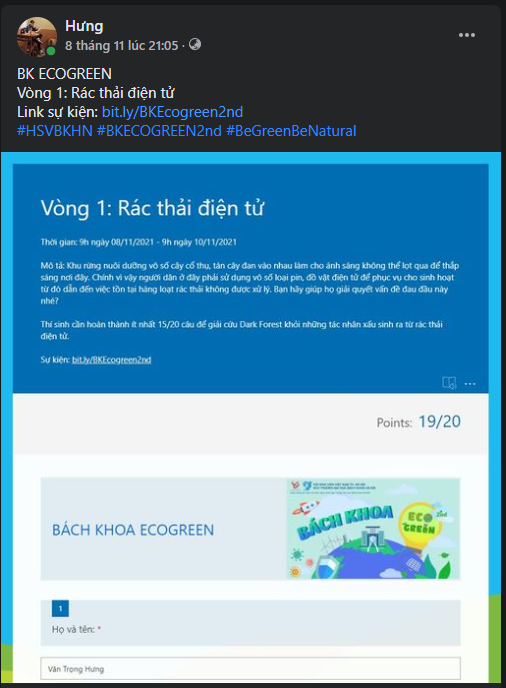 Hưng
8 tháng 11 lúc 21:05 ·
BK ECOGREEN
Vòng 1: Rác thải điện tử
Link sự kiện: bit.ly/BKEcogreen2nd
#HSVBKHN #BKECOGREEN2nd #BeGreenBeNatural
Vòng 1: Rác thải điện tử
Thời gian: 9h ngày 08/11/2021 - 9h ngày 10/11/2021
Mô tả: Khu rừng nuôi dưỡng vô số cây cổ thụ, tán cây đan vào nhau làm cho ánh sáng không thể lọt qua để thắp
sáng nơi đây. Chính vì vậy người dân ở đây phải sử dụng vô số loại pin, đồ vật điện tử để phục vụ cho sinh hoạt
từ đó dẫn đến việc tồn tại hàng loạt rác thải không được xử lý. Bạn hãy giúp họ giải quyết vấn đề đau đầu này
nhé?
Thí sinh cần hoàn thành ít nhất 15/20 câu để giải cứu Dark Forest khỏi những tác nhân xấu sinh ra từ rác thải
điện tử.
Sự kiện: bit.ly/BKEcogreen2nd
Points: 19/20
BÁCH KHOA ECOGREEN
BÁCH KHOA
ECO
GREEN
1
Họ và tên: *
Văn Trọng Hưng